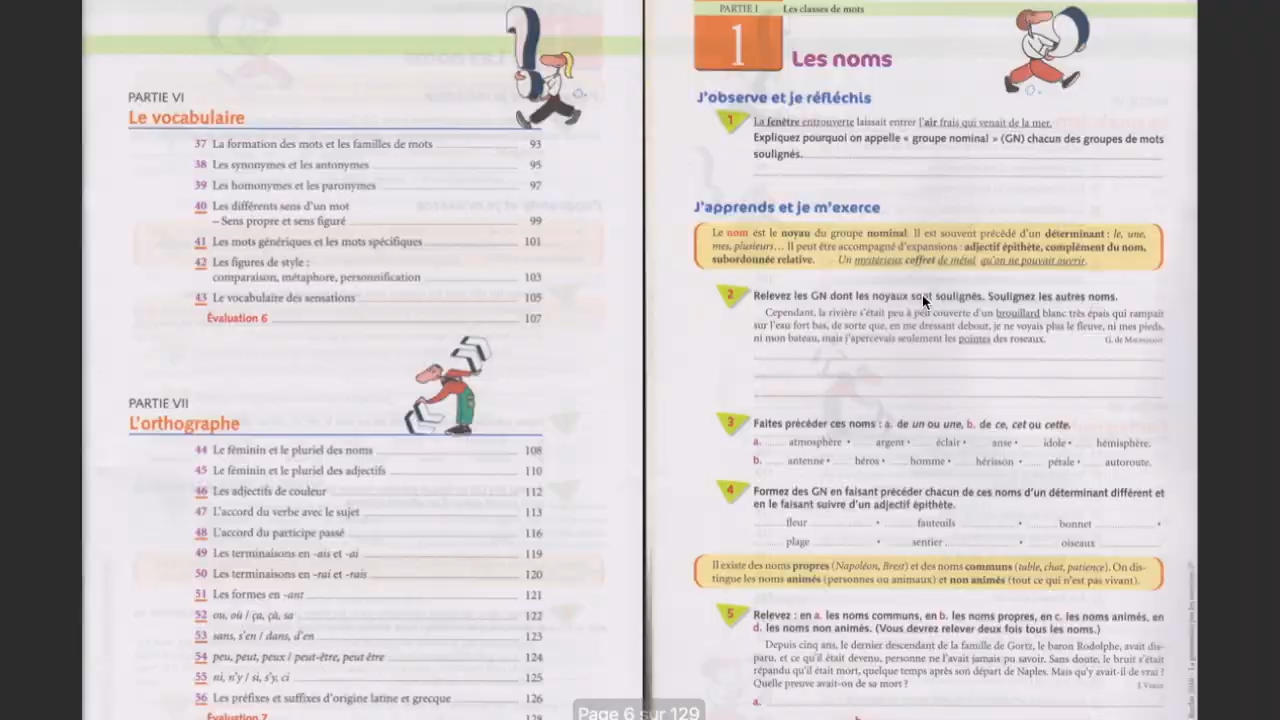 PARTIE VI
Le vocabulaire
37 La formation des mots et les familles de mots 93
38 Les synonymes et les antonymes 95
39 Les homonymes et les paronymes 97
40 Les différents sens d'un mot
– Sens propre et sens figuré 99
41 Les mots génériques et les mots spécifiques 101
42 Les figures de style :
comparaison, métaphore, personnification 103
43 Le vocabulaire des sensations 105
Évaluation 6 107
PARTIE VII
L'orthographe
44 Le féminin et le pluriel des noms 108
45 Le féminin et le pluriel des adjectifs 110
46 Les adjectifs de couleur 112
47 L'accord du verbe avec le sujet 113
48 L'accord du participe passé 116
49 Les terminaisons en -ais et -ai 119
50 Les terminaisons en -rai et -rais 120
51 Les formes en -ant 121
52 ou, où / ça, çà, sa 122
53 sans, s'en / dans, d'en 123
54 peu, peut, peux / peut-être, peut être 124
55 ni, n'y / si, s'y, ci 125
56 Les préfixes et suffixes d'origine latine et grecque 126
Évaluation 7 128
PARTIE I Les classes de mots
1 Les noms
J'observe et je réfléchis
1 La fenêtre entrouverte laissait entrer l'air frais qui venait de la mer.
Expliquez pourquoi on appelle « groupe nominal » (GN) chacun des groupes de mots
soulignés.
J'apprends et je m'exerce
Le nom est le noyau du groupe nominal. Il est souvent précédé d'un déterminant : le, une,
mes, plusieurs… Il peut être accompagné d'expansions : adjectif épithète, complément du nom,
subordonnée relative. Un mystérieux coffret de métal qu'on ne pouvait ouvrir.
2 Relevez les GN dont les noyaux sont soulignés. Soulignez les autres noms.
Cependant, la rivière s'était peu à peu couverte d'un brouillard blanc très épais qui rampait
sur l'eau fort bas, de sorte que, en me dressant debout, je ne voyais plus le fleuve, ni mes pieds,
ni mon bateau, mais j'apercevais seulement les pointes des roseaux. G. de Maupassant
3 Faites précéder ces noms : a. de un ou une, b. de ce, cet ou cette.
a. atmosphère • argent • éclair • anse • idole • hémisphère.
b. antenne • héros • homme • hérisson • pétale • autoroute.
4 Formez des GN en faisant précéder chacun de ces noms d'un déterminant différent et
en le faisant suivre d'un adjectif épithète.
fleur • fauteuils • bonnet •
plage • sentier • oiseaux
Il existe des noms propres (Napoléon, Brest) et des noms communs (table, chat, patience). On dis-
tingue les noms animés (personnes ou animaux) et non animés (tout ce qui n'est pas vivant).
5 Relevez : en a. les noms communs, en b. les noms propres, en c. les noms animés, en
d. les noms non animés. (Vous devrez relever deux fois tous les noms.)
Depuis cinq ans, le dernier descendant de la famille de Gortz, le baron Rodolphe, avait dis-
paru, et ce qu'il était devenu, personne ne l'avait jamais pu savoir. Sans doute, le bruit s'était
répandu qu'il était mort, quelque temps après son départ de Naples. Mais qu'y avait-il de vrai ?
Quelle preuve avait-on de sa mort ? J. Verne
a.
Page 6 sur 129